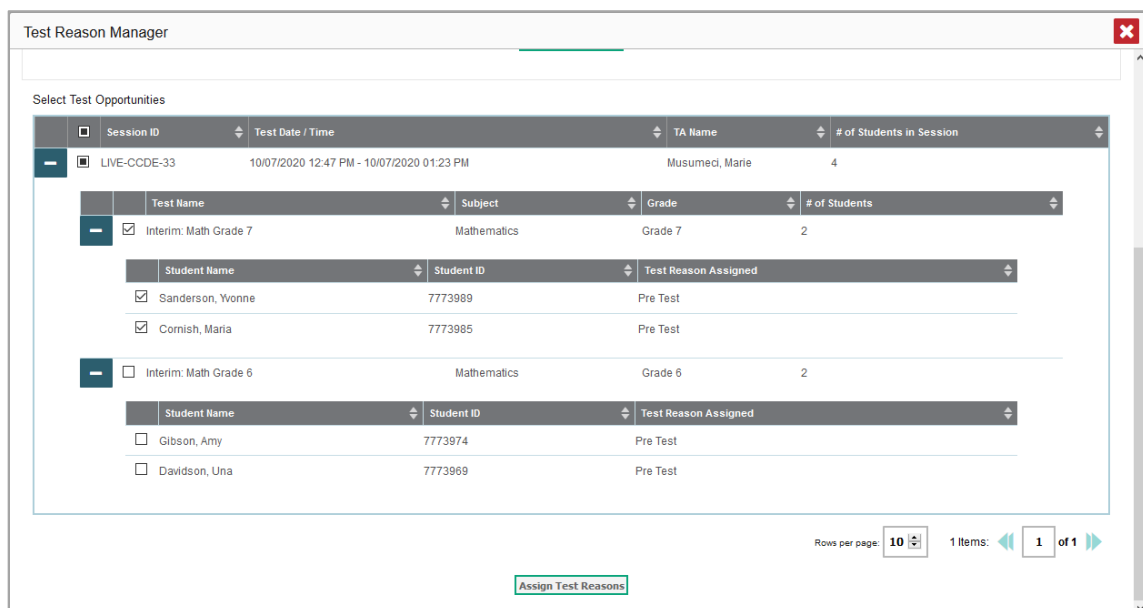 Test Reason Manager
Select Test Opportunities
Session ID Test Date / Time TA Name # of Students in Session
LIVE-CCDE-33 10/07/2020 12:47 PM - 10/07/2020 01:23 PM Musumeci, Marie 4
Test Name Subject Grade # of Students
Interim: Math Grade 7 Mathematics Grade 7 2
Student Name Student ID Test Reason Assigned
Sanderson, Yvonne 7773989 Pre Test
Cornish, Maria 7773985 Pre Test
Interim: Math Grade 6 Mathematics Grade 6 2
Student Name Student ID Test Reason Assigned
Gibson, Amy 7773974 Pre Test
Davidson, Una 7773969 Pre Test
Rows per page: 10 1 Items: 1 of 1
Assign Test Reasons